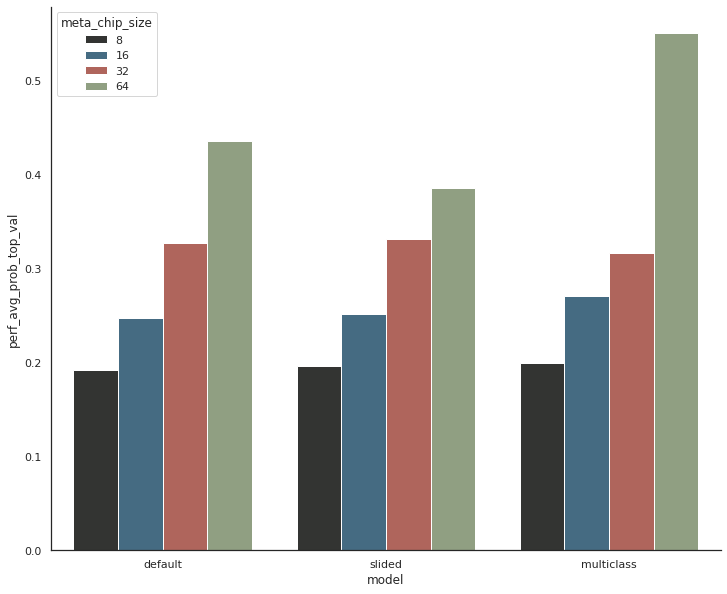 meta_chip_size
8
16
32
64
perf_avg_prob_top_val
0.5
0.4
0.3
0.2
0.1
0.0
default
slided
multiclass
model